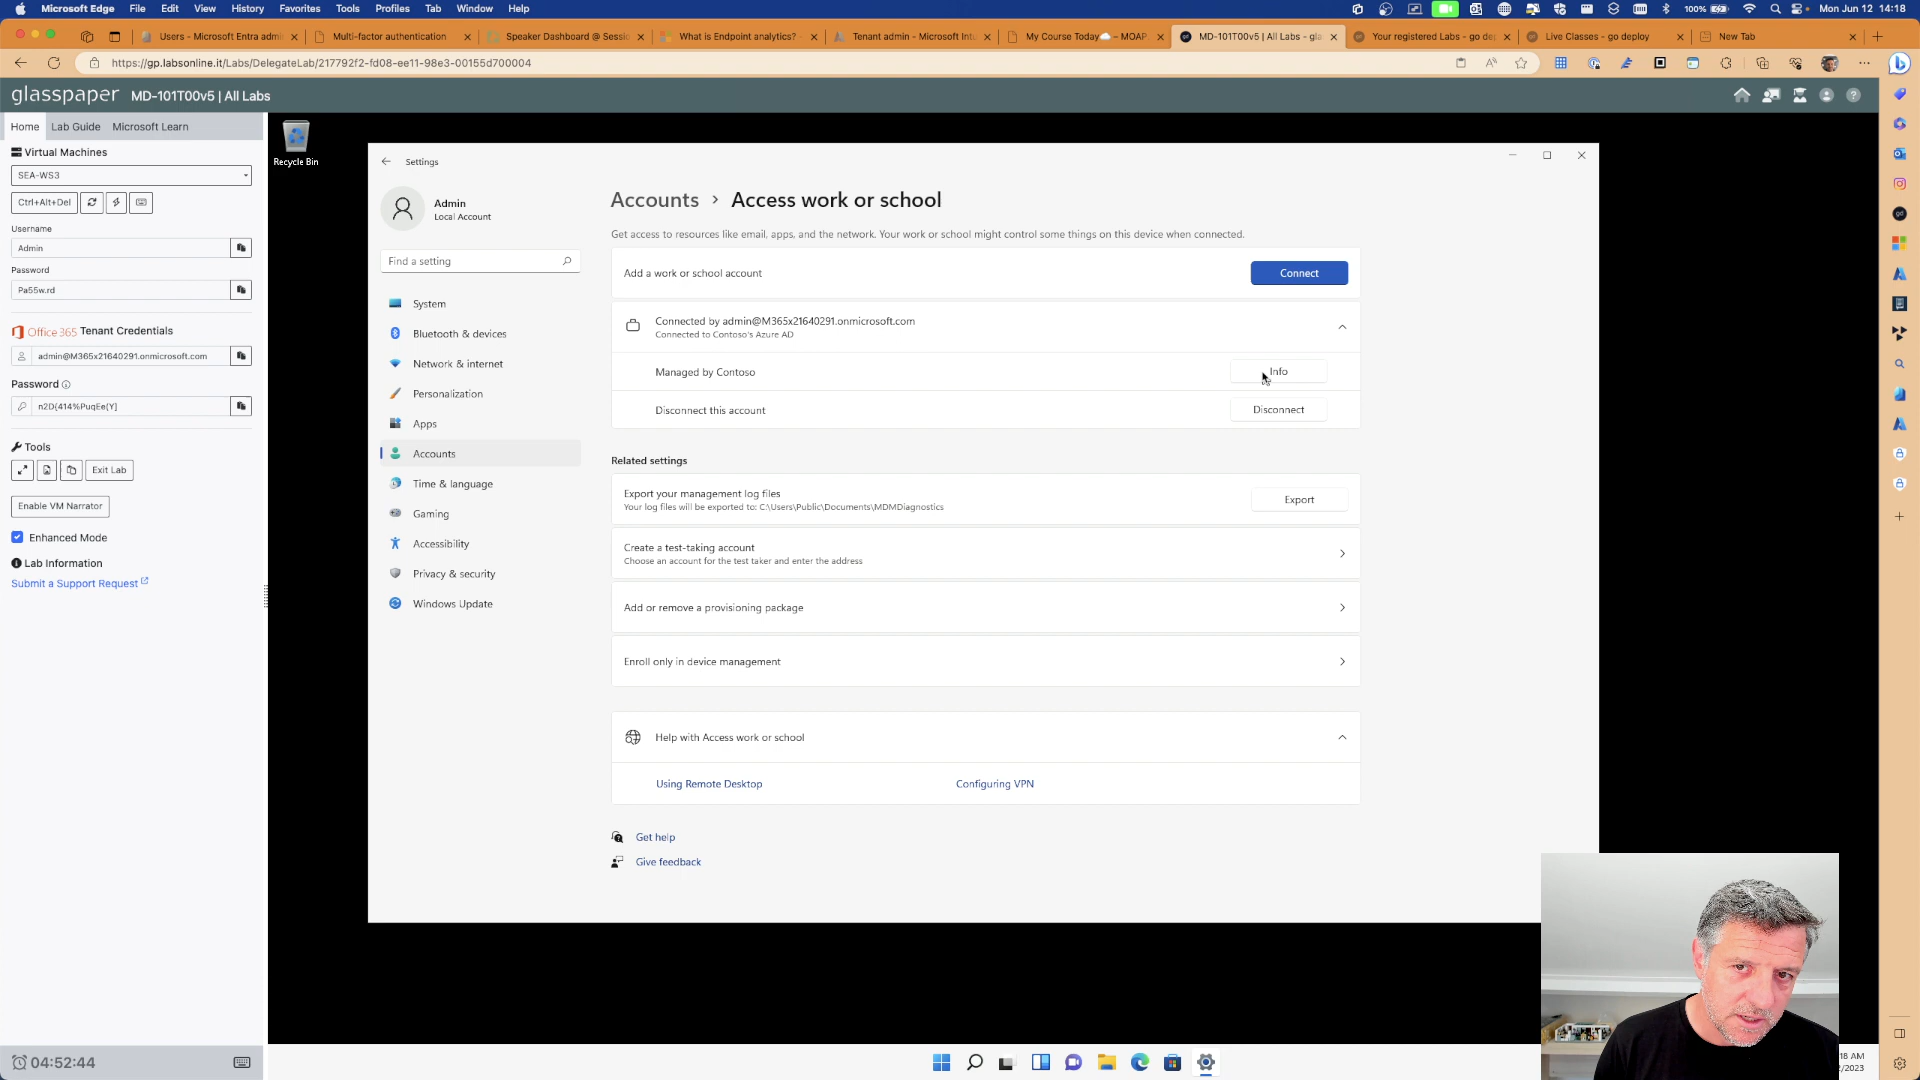 Microsoft Edge File Edit View History Favorites Tools Profiles Tab Window Help
100% Mon Jun 12 14:18
Users - Microsoft Entra admi
Multi-factor authentication
Speaker Dashboard @ Sessio
What is Endpoint analytics? -
Tenant admin - Microsoft Intu
My Course Today☁️ – MOAP.
MD-101T00v5 | All Labs - gla
Your registered Labs - go de
Live Classes - go deploy
New Tab
https://gp.labsonline.it/Labs/DelegateLab/217792f2-fd08-ee11-98e3-00155d700004
glasspaper MD-101T00v5 | All Labs
Home Lab Guide Microsoft Learn
Virtual Machines
SEA-WS3
Ctrl+Alt+Del
Username
Admin
Password
Pa55w.rd
Office 365 Tenant Credentials
admin@M365x21640291.onmicrosoft.com
Password
n2D{414%PuqEe(Y]
Tools
Exit Lab
Enable VM Narrator
Enhanced Mode
Lab Information
Submit a Support Request
04:52:44
Recycle Bin
Settings
Admin
Local Account
Find a setting
System
Bluetooth & devices
Network & internet
Personalization
Apps
Accounts
Time & language
Gaming
Accessibility
Privacy & security
Windows Update
Accounts › Access work or school
Get access to resources like email, apps, and the network. Your work or school might control some things on this device when connected.
Add a work or school account
Connect
Connected by admin@M365x21640291.onmicrosoft.com
Connected to Contoso's Azure AD
Managed by Contoso
Info
Disconnect this account
Disconnect
Related settings
Export your management log files
Your log files will be exported to: C:\Users\Public\Documents\MDMDiagnostics
Export
Create a test-taking account
Choose an account for the test taker and enter the address
Add or remove a provisioning package
Enroll only in device management
Help with Access work or school
Using Remote Desktop
Configuring VPN
Get help
Give feedback
18 AM
2/2023